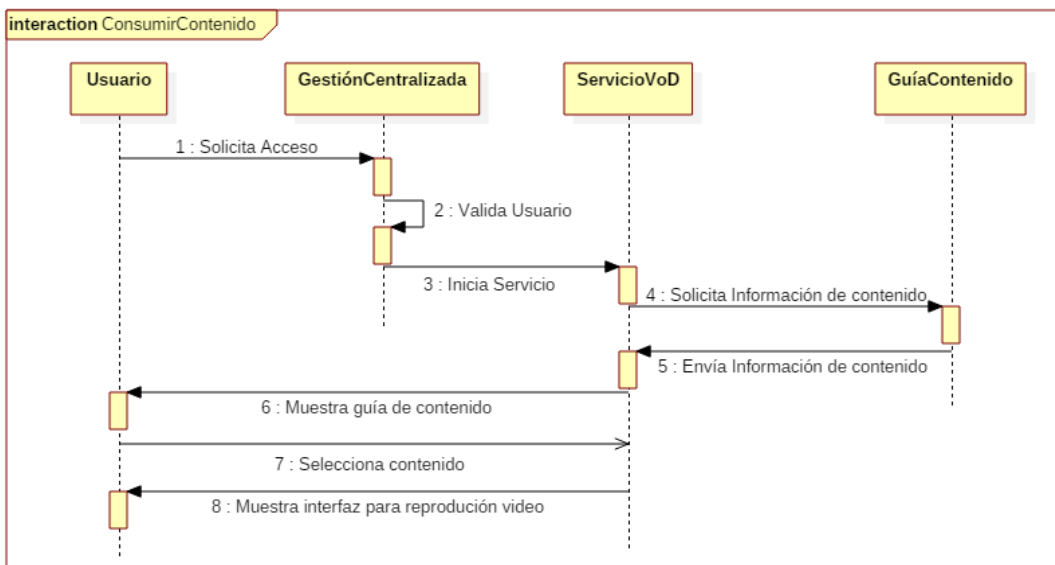 interaction ConsumirContenido
Usuario
GestiónCentralizada
ServicioVoD
GuíaContenido
1 : Solicita Acceso
2 : Valida Usuario
3 : Inicia Servicio
4 : Solicita Información de contenido
5 : Envía Información de contenido
6 : Muestra guía de contenido
7 : Selecciona contenido
8 : Muestra interfaz para reprodución video